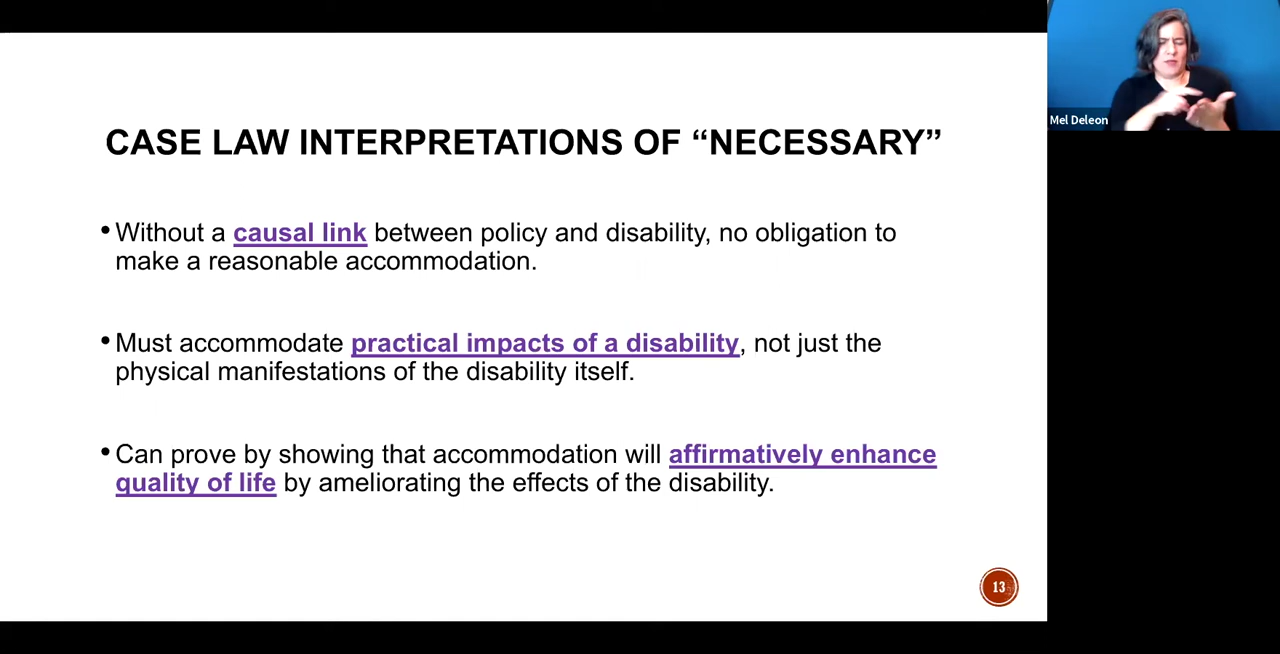 CASE LAW INTERPRETATIONS OF “NECESSARY”
• Without a causal link between policy and disability, no obligation to
make a reasonable accommodation.
• Must accommodate practical impacts of a disability, not just the
physical manifestations of the disability itself.
• Can prove by showing that accommodation will affirmatively enhance
quality of life by ameliorating the effects of the disability.
13
Mel Deleon